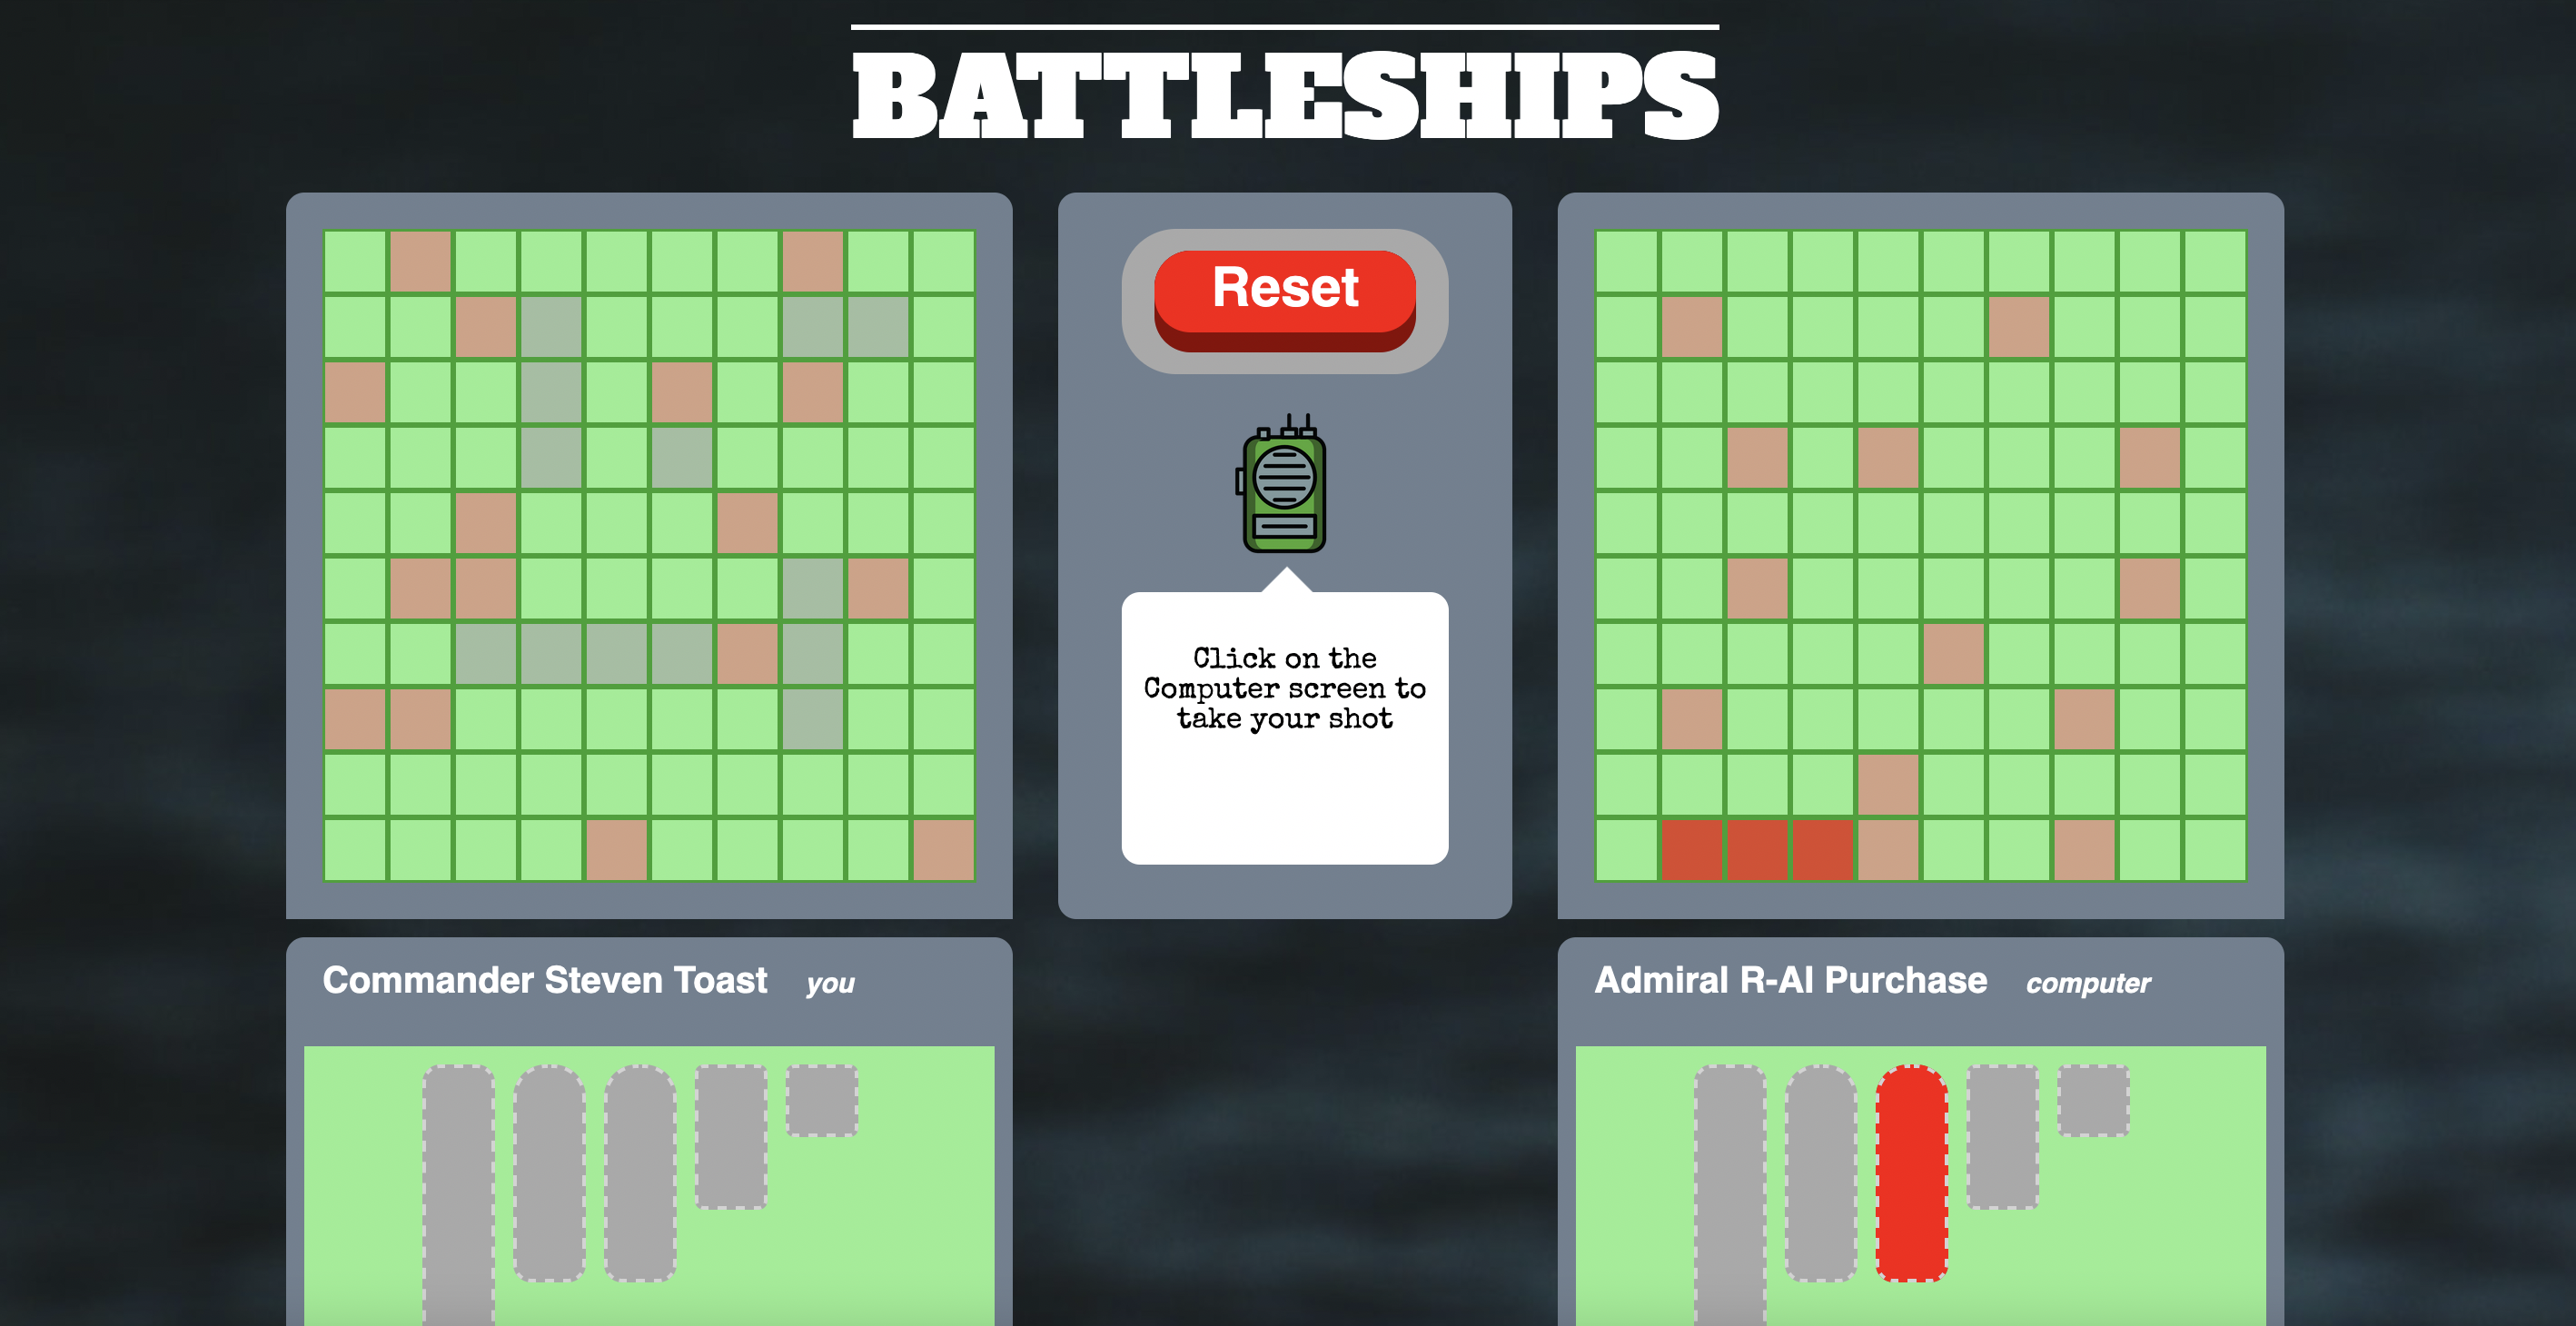 BATTLESHIPS
Reset
Click on the
Computer screen to
take your shot
Commander Steven Toast you
Admiral R-AI Purchase computer